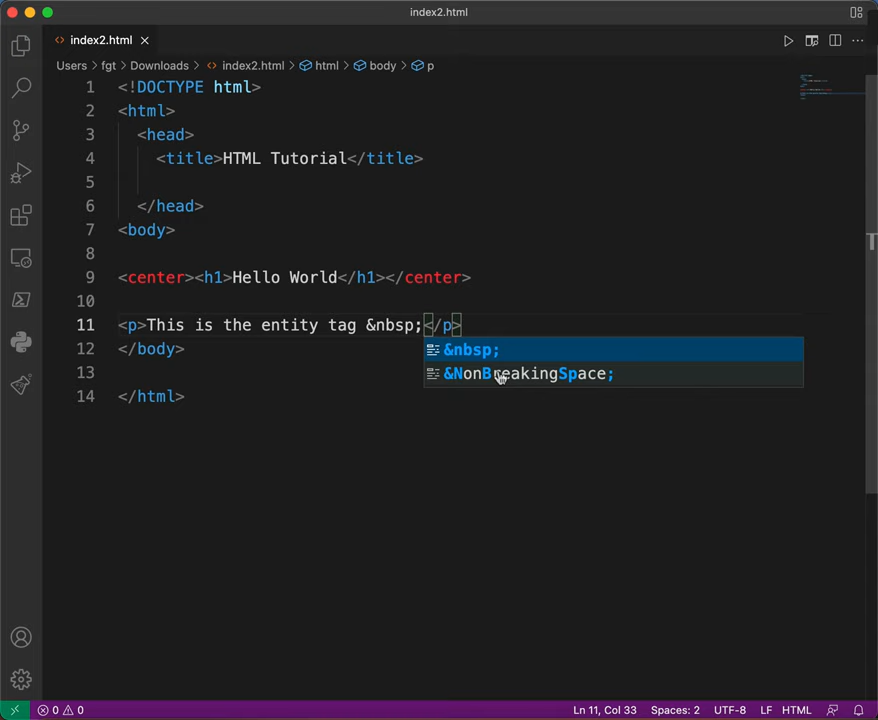 index2.html
index2.html
Users > fgt > Downloads > index2.html > html > body > p
1 <!DOCTYPE html>
2 <html>
3 <head>
4 <title>HTML Tutorial</title>
5
6 </head>
7 <body>
8
9 <center><h1>Hello World</h1></center>
10
11 <p>This is the entity tag &nbsp;</p>
&nbsp;
&NonBreakingSpace;
12 </body>
13
14 </html>
0 0 Ln 11, Col 33 Spaces: 2 UTF-8 LF HTML